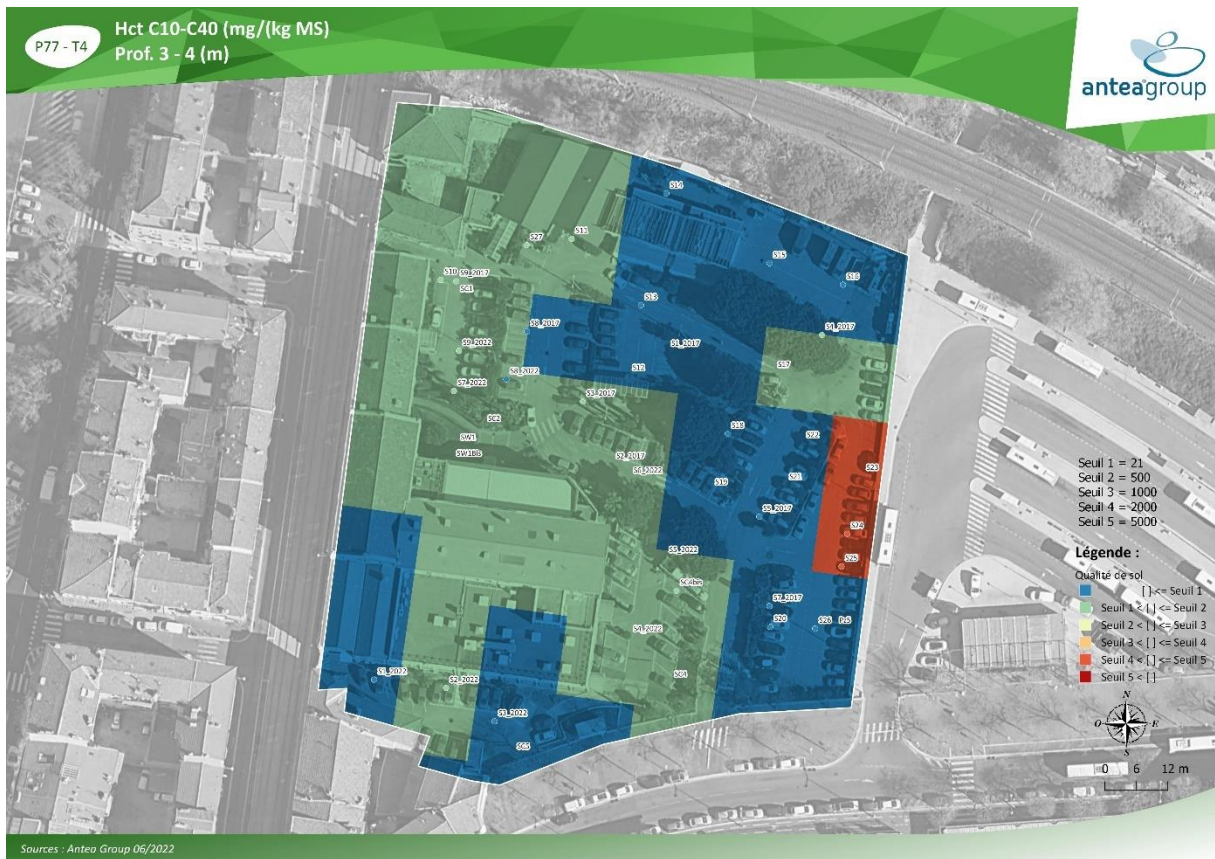 P77 - T4
Hct C10-C40 (mg/(kg MS)
Prof. 3 - 4 (m)
anteagroup
S14
S27
S11
S15
S10
S9_2017
S16
SC1
S13
S8_2017
S4_2017
S1_2017
S9_2022
S12
S17
S8_2022
S7_2022
S3_2017
SC2
S18
S22
SW1
SW1Bis
S2_2017
S6_2022
S23
S21
S19
S5_2017
S24
S5_2022
S25
SC4bis
S7_2017
S20
S26
S4_2022
S1_2022
SC4
S2_2022
S3_2022
SC5
Seuil 1 = 21
Seuil 2 = 500
Seuil 3 = 1000
Seuil 4 = 2000
Seuil 5 = 5000
Légende :
Qualité de sol
[ ] <= Seuil 1
Seuil 1 < [ ] <= Seuil 2
Seuil 2 < [ ] <= Seuil 3
Seuil 3 < [ ] <= Seuil 4
Seuil 4 < [ ] <= Seuil 5
Seuil 5 < [ ]
N
O
E
S
0 6 12 m
Sources : Antea Group 06/2022